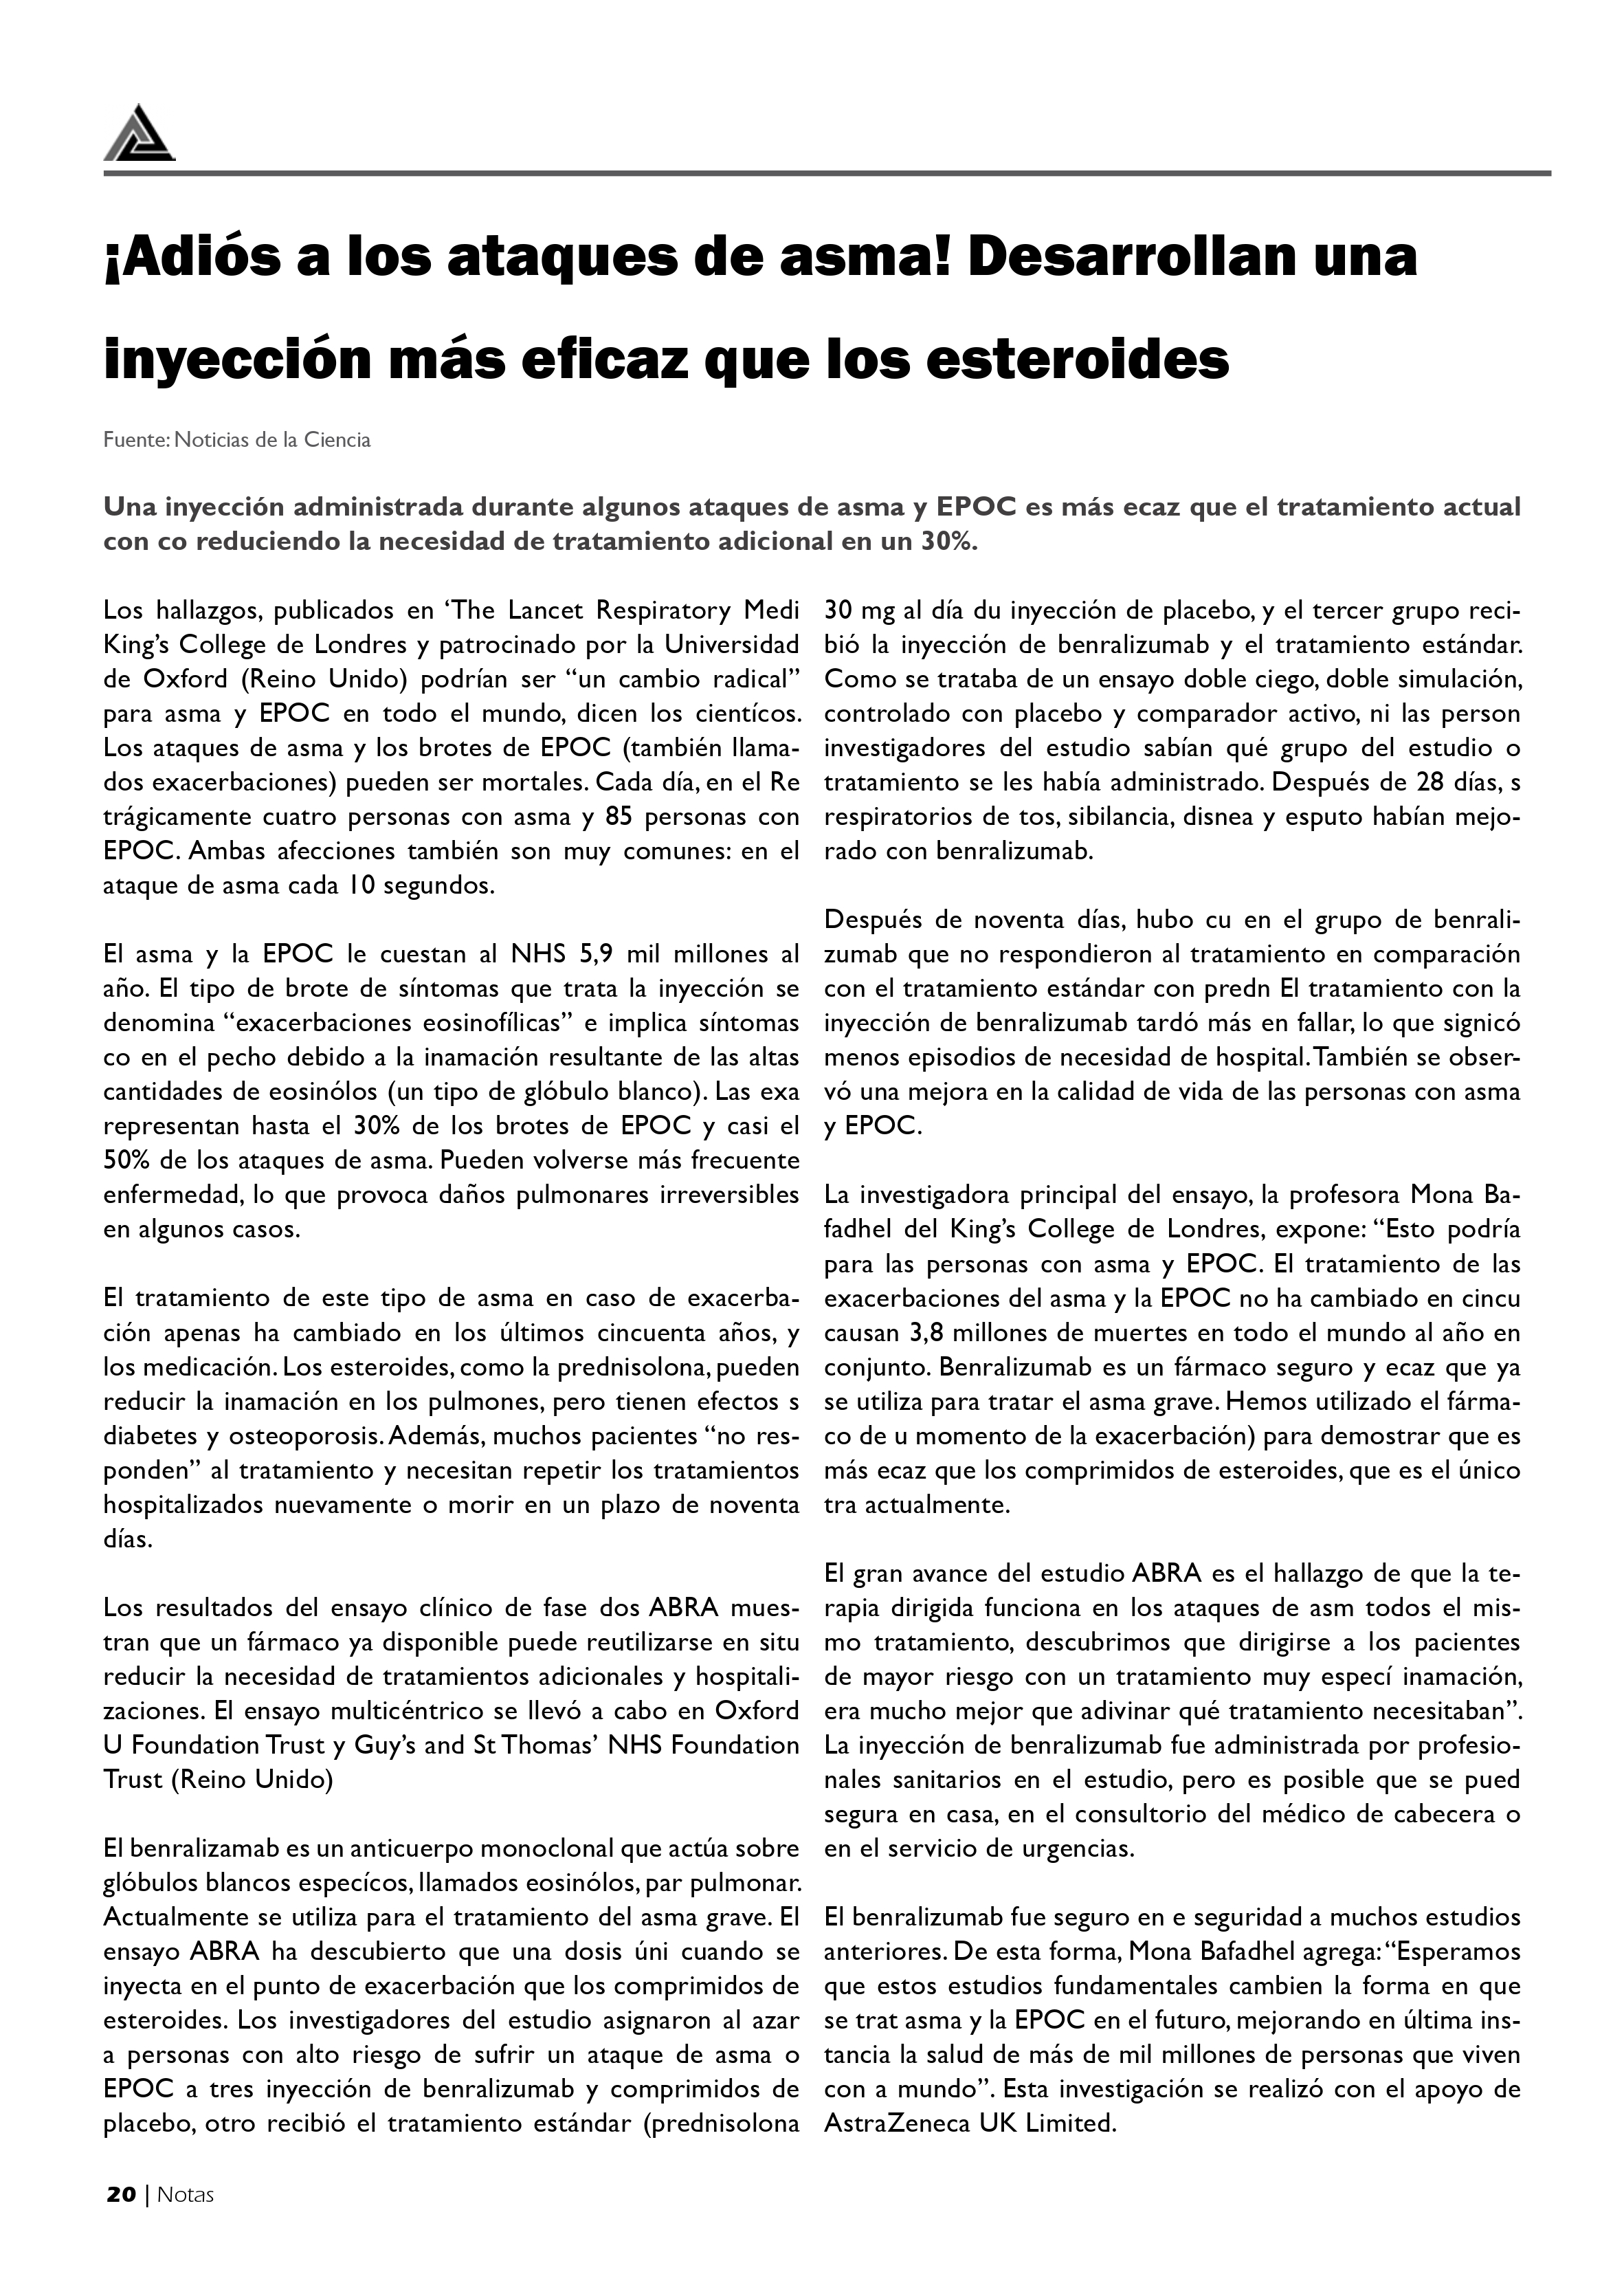 ¡Adiós a los ataques de asma! Desarrollan una
inyección más eficaz que los esteroides
Fuente: Noticias de la Ciencia
Una inyección administrada durante algunos ataques de asma y EPOC es más ecaz que el tratamiento actual
con co reduciendo la necesidad de tratamiento adicional en un 30%.
Los hallazgos, publicados en ‘The Lancet Respiratory Medi
King’s College de Londres y patrocinado por la Universidad
de Oxford (Reino Unido) podrían ser “un cambio radical”
para asma y EPOC en todo el mundo, dicen los cientícos.
Los ataques de asma y los brotes de EPOC (también llama-
dos exacerbaciones) pueden ser mortales. Cada día, en el Re
trágicamente cuatro personas con asma y 85 personas con
EPOC. Ambas afecciones también son muy comunes: en el
ataque de asma cada 10 segundos.
El asma y la EPOC le cuestan al NHS 5,9 mil millones al
año. El tipo de brote de síntomas que trata la inyección se
denomina “exacerbaciones eosinofílicas” e implica síntomas
co en el pecho debido a la inamación resultante de las altas
cantidades de eosinólos (un tipo de glóbulo blanco). Las exa
representan hasta el 30% de los brotes de EPOC y casi el
50% de los ataques de asma. Pueden volverse más frecuente
enfermedad, lo que provoca daños pulmonares irreversibles
en algunos casos.
El tratamiento de este tipo de asma en caso de exacerba-
ción apenas ha cambiado en los últimos cincuenta años, y
los medicación. Los esteroides, como la prednisolona, pueden
reducir la inamación en los pulmones, pero tienen efectos s
diabetes y osteoporosis. Además, muchos pacientes “no res-
ponden” al tratamiento y necesitan repetir los tratamientos
hospitalizados nuevamente o morir en un plazo de noventa
días.
Los resultados del ensayo clínico de fase dos ABRA mues-
tran que un fármaco ya disponible puede reutilizarse en situ
reducir la necesidad de tratamientos adicionales y hospitali-
zaciones. El ensayo multicéntrico se llevó a cabo en Oxford
U Foundation Trust y Guy’s and St Thomas’ NHS Foundation
Trust (Reino Unido)
El benralizamab es un anticuerpo monoclonal que actúa sobre
glóbulos blancos especícos, llamados eosinólos, par pulmonar.
Actualmente se utiliza para el tratamiento del asma grave. El
ensayo ABRA ha descubierto que una dosis úni cuando se
inyecta en el punto de exacerbación que los comprimidos de
esteroides. Los investigadores del estudio asignaron al azar
a personas con alto riesgo de sufrir un ataque de asma o
EPOC a tres inyección de benralizumab y comprimidos de
placebo, otro recibió el tratamiento estándar (prednisolona
30 mg al día du inyección de placebo, y el tercer grupo reci-
bió la inyección de benralizumab y el tratamiento estándar.
Como se trataba de un ensayo doble ciego, doble simulación,
controlado con placebo y comparador activo, ni las person
investigadores del estudio sabían qué grupo del estudio o
tratamiento se les había administrado. Después de 28 días, s
respiratorios de tos, sibilancia, disnea y esputo habían mejo-
rado con benralizumab.
Después de noventa días, hubo cu en el grupo de benrali-
zumab que no respondieron al tratamiento en comparación
con el tratamiento estándar con predn El tratamiento con la
inyección de benralizumab tardó más en fallar, lo que signicó
menos episodios de necesidad de hospital. También se obser-
vó una mejora en la calidad de vida de las personas con asma
y EPOC.
La investigadora principal del ensayo, la profesora Mona Ba-
fadhel del King’s College de Londres, expone: “Esto podría
para las personas con asma y EPOC. El tratamiento de las
exacerbaciones del asma y la EPOC no ha cambiado en cincu
causan 3,8 millones de muertes en todo el mundo al año en
conjunto. Benralizumab es un fármaco seguro y ecaz que ya
se utiliza para tratar el asma grave. Hemos utilizado el fárma-
co de u momento de la exacerbación) para demostrar que es
más ecaz que los comprimidos de esteroides, que es el único
tra actualmente.
El gran avance del estudio ABRA es el hallazgo de que la te-
rapia dirigida funciona en los ataques de asm todos el mis-
mo tratamiento, descubrimos que dirigirse a los pacientes
de mayor riesgo con un tratamiento muy especí inamación,
era mucho mejor que adivinar qué tratamiento necesitaban”.
La inyección de benralizumab fue administrada por profesio-
nales sanitarios en el estudio, pero es posible que se pued
segura en casa, en el consultorio del médico de cabecera o
en el servicio de urgencias.
El benralizumab fue seguro en e seguridad a muchos estudios
anteriores. De esta forma, Mona Bafadhel agrega: “Esperamos
que estos estudios fundamentales cambien la forma en que
se trat asma y la EPOC en el futuro, mejorando en última ins-
tancia la salud de más de mil millones de personas que viven
con a mundo”. Esta investigación se realizó con el apoyo de
AstraZeneca UK Limited.
20 | Notas